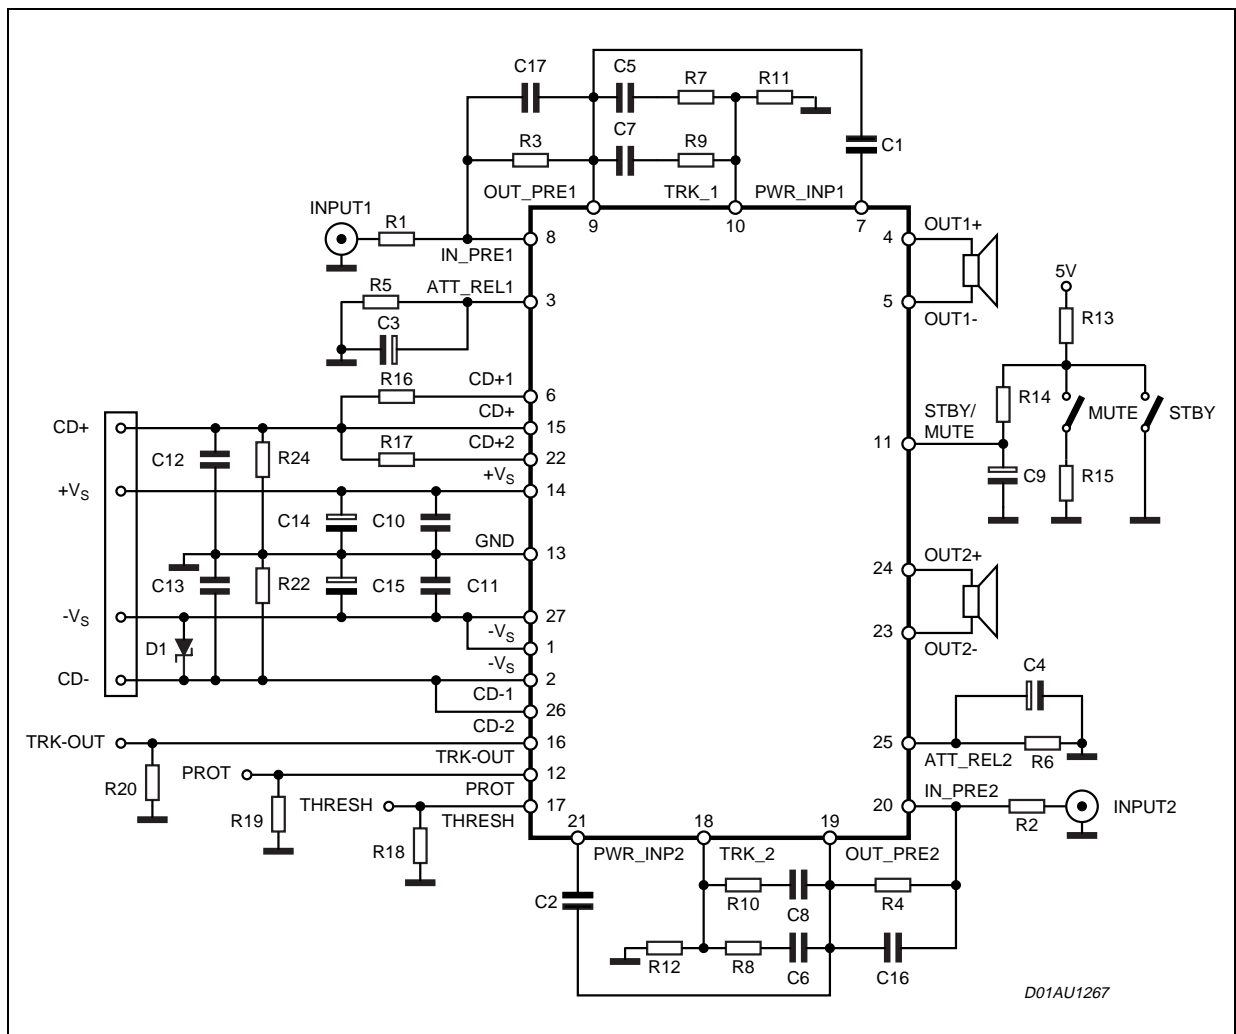 C17
C5
R7
R11
R3
C7
R9
C1
OUT_PRE1
TRK_1
PWR_INP1
9
10
7
INPUT1
R1
IN_PRE1
8
4
OUT1+
R5
ATT_REL1
3
5
OUT1-
C3
5V
R13
R16
CD+1
6
R14
MUTE
STBY
CD+
CD+
15
STBY/
MUTE
11
R17
CD+2
22
C12
R24
+VS
+VS
14
C9
R15
C14
C10
GND
13
24
OUT2+
C13
R22
C15
C11
-VS
27
23
OUT2-
-VS
D1
1
-VS
CD-
2
CD-1
C4
26
CD-2
TRK-OUT
16
TRK-OUT
25
ATT_REL2
R6
R20
PROT
12
PROT
IN_PRE2
R19
THRESH
17
THRESH
20
R2
INPUT2
R18
21
18
19
PWR_INP2
TRK_2
OUT_PRE2
C2
R10
C8
R4
R12
R8
C6
C16
D01AU1267